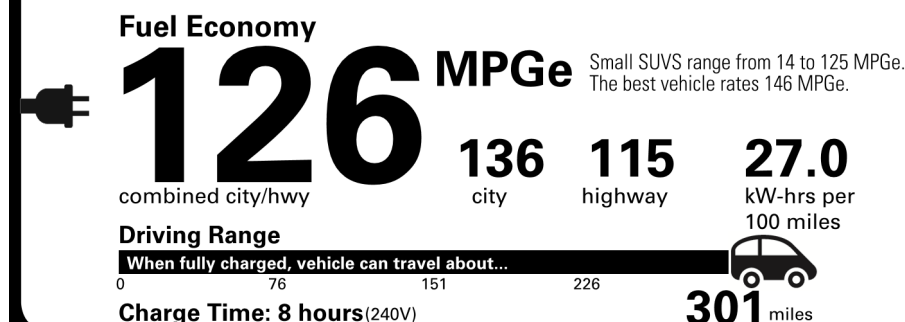 Fuel Economy
126 MPGe
Small SUVS range from 14 to 125 MPGe.
The best vehicle rates 146 MPGe.
combined city/hwy
136
city
115
highway
27.0
kW-hrs per
100 miles
Driving Range
When fully charged, vehicle can travel about...
0 76 151 226
301 miles
Charge Time: 8 hours(240V)